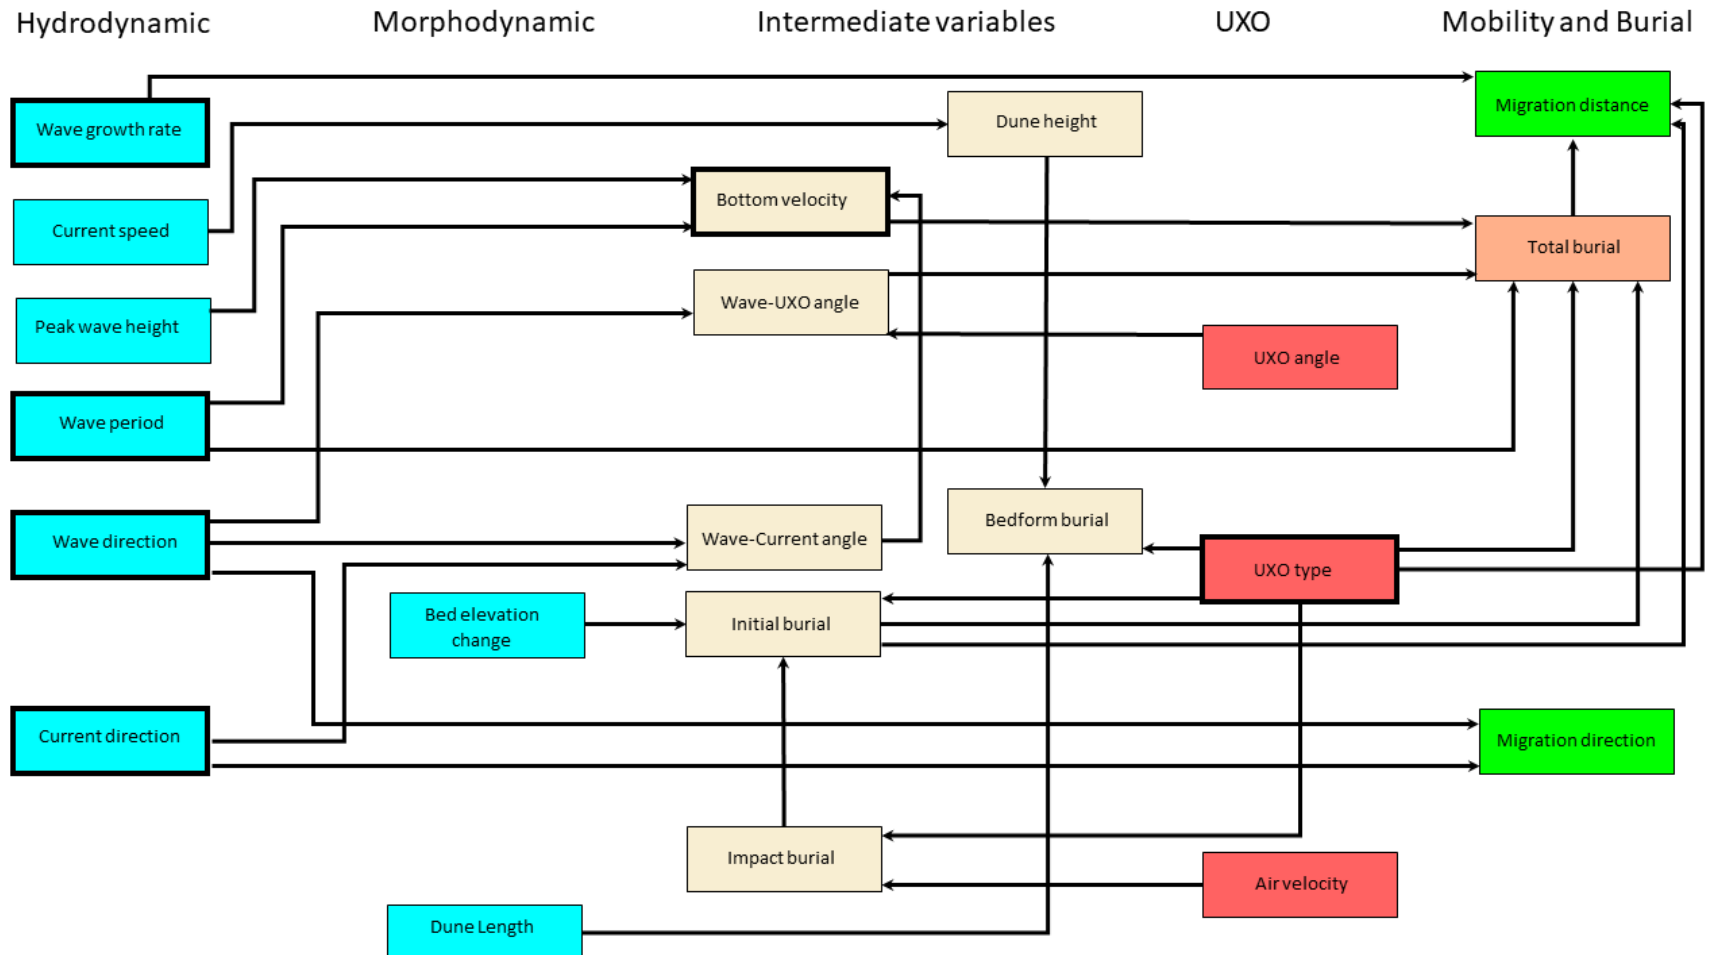 Hydrodynamic
Morphodynamic
Intermediate variables
UXO
Mobility and Burial
Wave growth rate
Dune height
Migration distance
Current speed
Bottom velocity
Total burial
Peak wave height
Wave-UXO angle
UXO angle
Wave period
Wave direction
Wave-Current angle
Bedform burial
UXO type
Bed elevation
change
Initial burial
Current direction
Migration direction
Impact burial
Air velocity
Dune Length